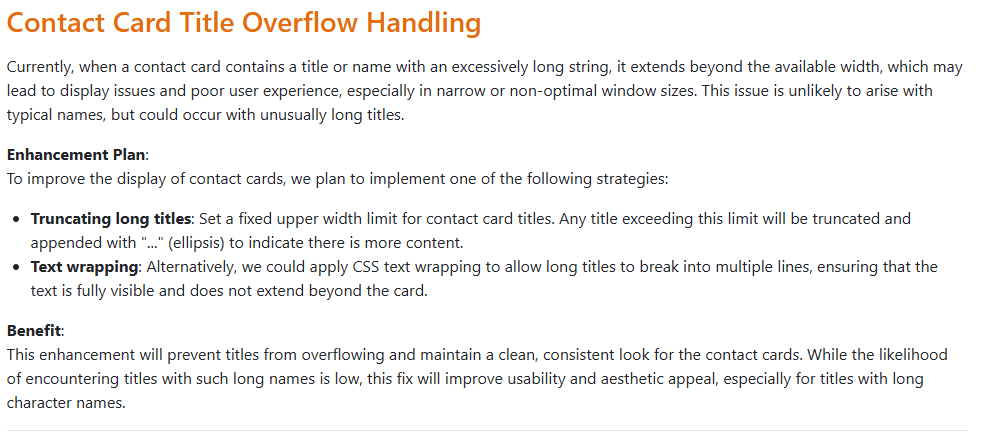 Contact Card Title Overflow Handling
Currently, when a contact card contains a title or name with an excessively long string, it extends beyond the available width, which may
lead to display issues and poor user experience, especially in narrow or non-optimal window sizes. This issue is unlikely to arise with
typical names, but could occur with unusually long titles.
Enhancement Plan:
To improve the display of contact cards, we plan to implement one of the following strategies:
• Truncating long titles: Set a fixed upper width limit for contact card titles. Any title exceeding this limit will be truncated and
appended with "..." (ellipsis) to indicate there is more content.
• Text wrapping: Alternatively, we could apply CSS text wrapping to allow long titles to break into multiple lines, ensuring that the
text is fully visible and does not extend beyond the card.
Benefit:
This enhancement will prevent titles from overflowing and maintain a clean, consistent look for the contact cards. While the likelihood
of encountering titles with such long names is low, this fix will improve usability and aesthetic appeal, especially for titles with long
character names.